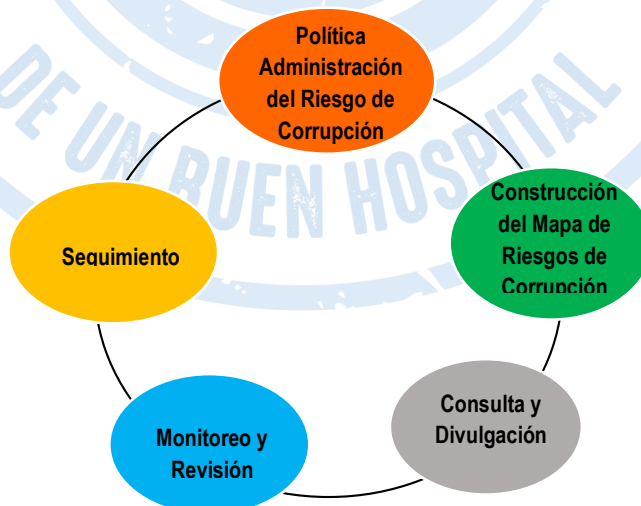 Política
Administración
del Riesgo de
Corrupción
DE UN BUEN HOSPITAL
Construcción
del Mapa de
Riesgos de
Corrupción
Seguimiento
Consulta y
Divulgación
Monitoreo y
Revisión